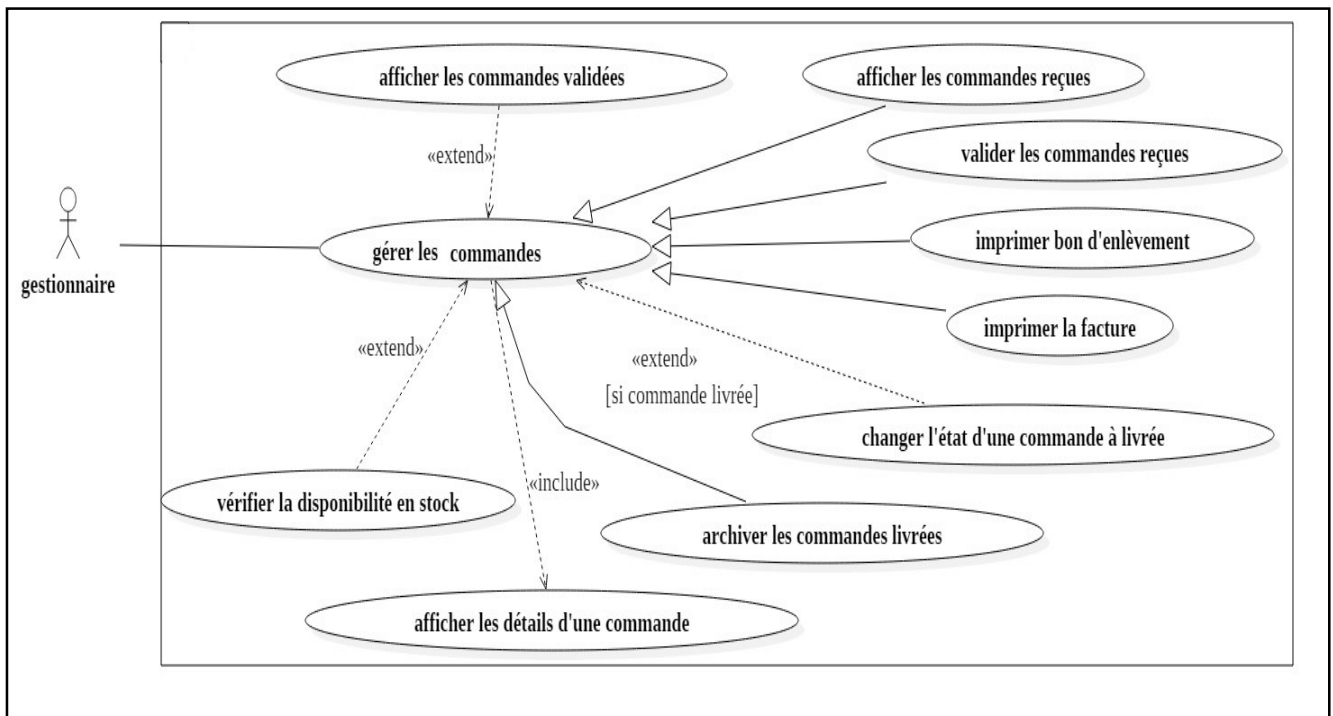 afficher les commandes validées
afficher les commandes reçues
«extend»
valider les commandes reçues
gérer les commandes
imprimer bon d'enlèvement
gestionnaire
imprimer la facture
«extend»
«extend»
[si commande livrée]
changer l'état d'une commande à livrée
vérifier la disponibilité en stock
«include»
archiver les commandes livrées
afficher les détails d'une commande